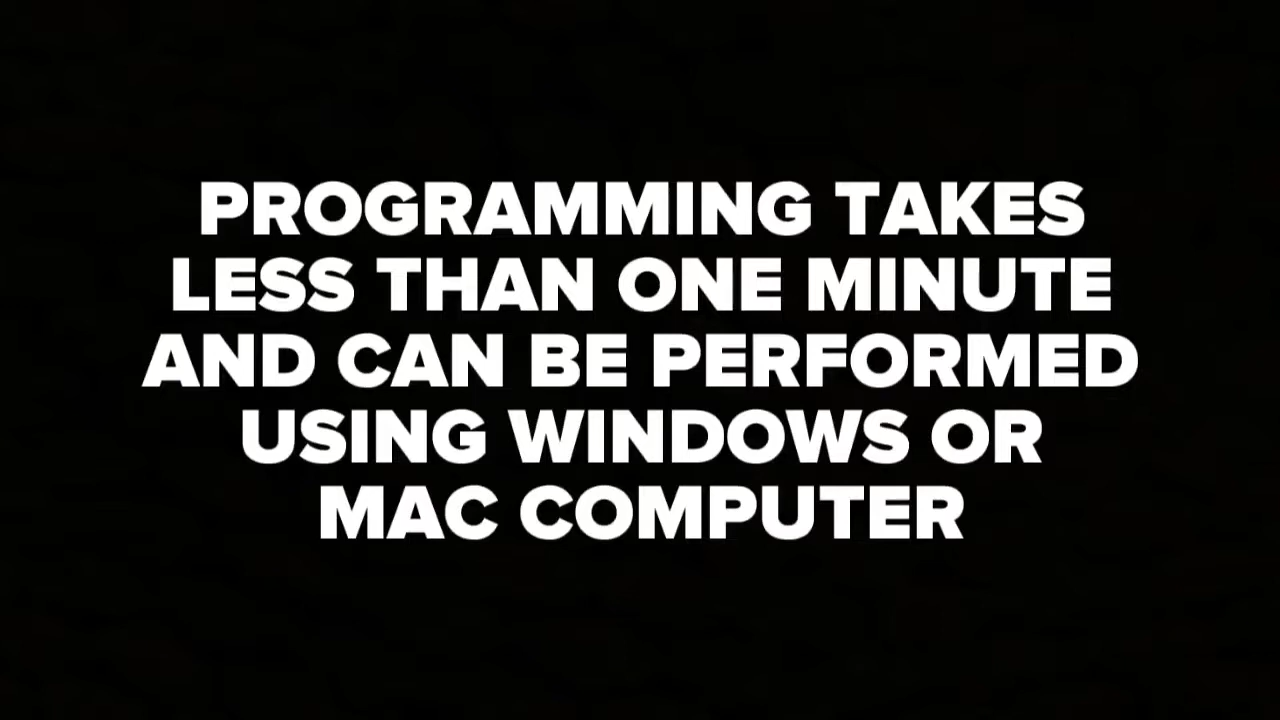 PROGRAMMING TAKES
LESS THAN ONE MINUTE
AND CAN BE PERFORMED
USING WINDOWS OR
MAC COMPUTER